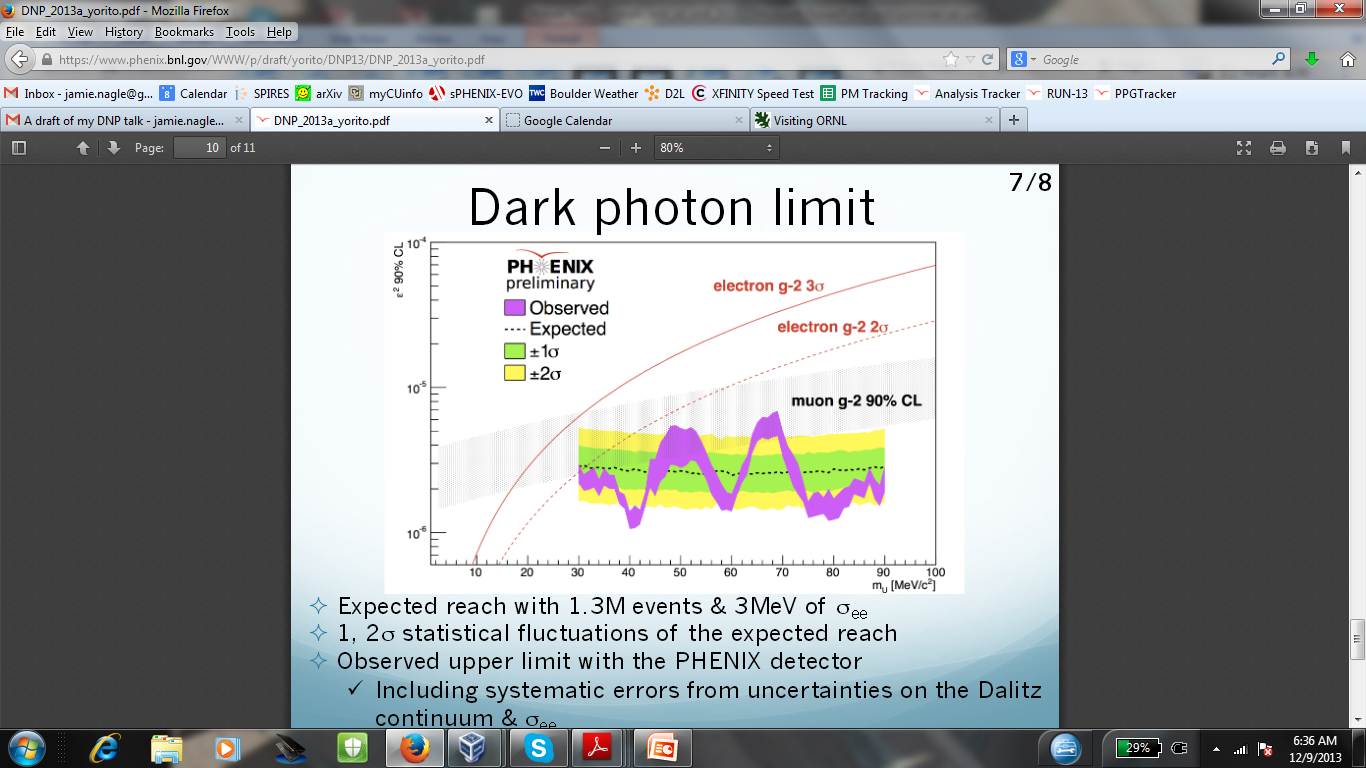 DNP_2013a_yorito.pdf - Mozilla Firefox
File Edit View History Bookmarks Tools Help
https://www.phenix.bnl.gov/WWW/p/draft/yorito/DNP13/DNP_2013a_yorito.pdf
Google
Inbox - jamie.nagle@g... Calendar SPIRES arXiv myCUinfo sPHENIX-EVO TWC Boulder Weather D2L XFINITY Speed Test PM Tracking Analysis Tracker RUN-13 PPGTracker
A draft of my DNP talk - jamie.nagle... DNP_2013a_yorito.pdf Google Calendar Visiting ORNL
Page: 10 of 11 80%
7/8
Dark photon limit
ε² 90% CL
10⁻⁴
10⁻⁵
10⁻⁶
PHENIX
preliminary
Observed
Expected
±1σ
±2σ
electron g-2 3σ
electron g-2 2σ
muon g-2 90% CL
10 20 30 40 50 60 70 80 90 100
mU [MeV/c²]
Expected reach with 1.3M events & 3MeV of σee
1, 2σ statistical fluctuations of the expected reach
Observed upper limit with the PHENIX detector
Including systematic errors from uncertainties on the Dalitz
continuum & σee
29%
6:36 AM
12/9/2013